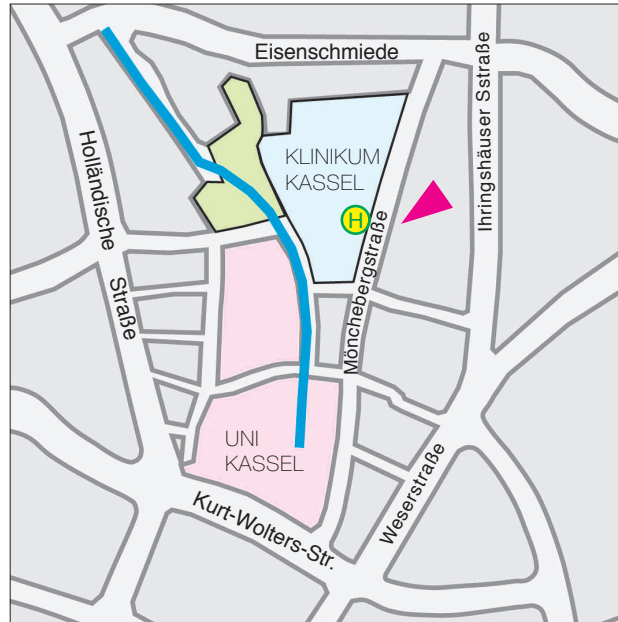 Eisenschmiede
Ihringshäuser Sstraße
Holländische
Straße
KLINIKUM
KASSEL
H
Mönchebergstraße
UNI
KASSEL
Weserstraße
Kurt-Wolters-Str.